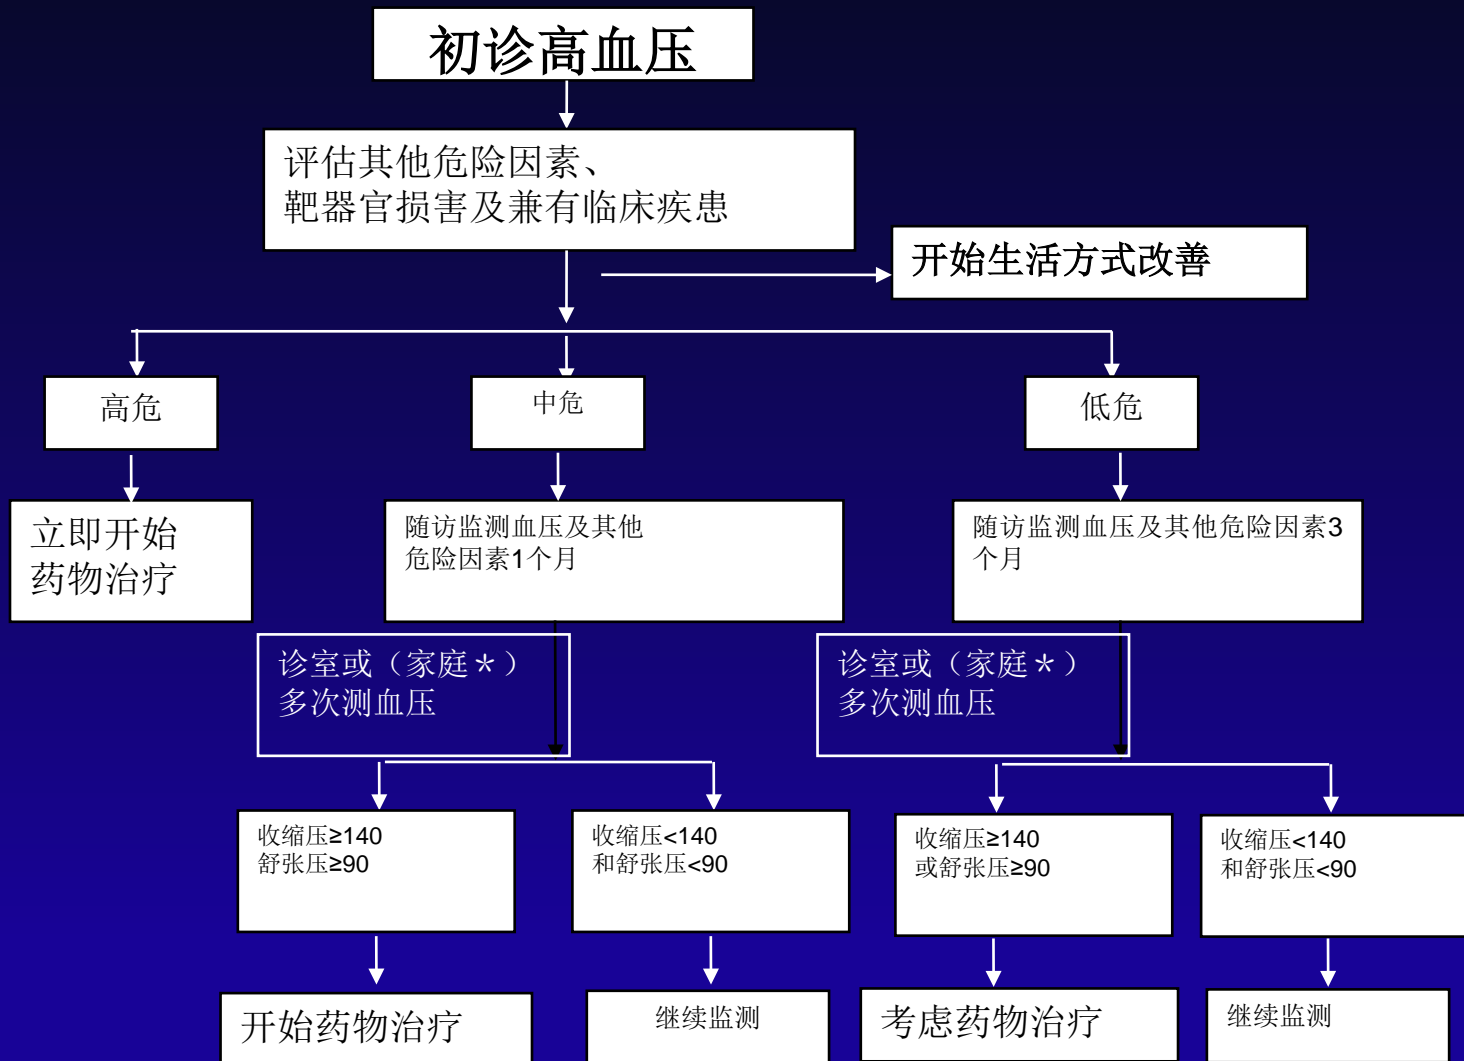 初诊高血压
评估其他危险因素、
靶器官损害及兼有临床疾患
开始生活方式改善
高危
中危
低危
立即开始
药物治疗
随访监测血压及其他
危险因素1个月
随访监测血压及其他危险因素3
个月
诊室或（家庭＊）
多次测血压
诊室或（家庭＊）
多次测血压
收缩压≥140
舒张压≥90
收缩压<140
和舒张压<90
收缩压≥140
或舒张压≥90
收缩压<140
和舒张压<90
开始药物治疗
继续监测
考虑药物治疗
继续监测